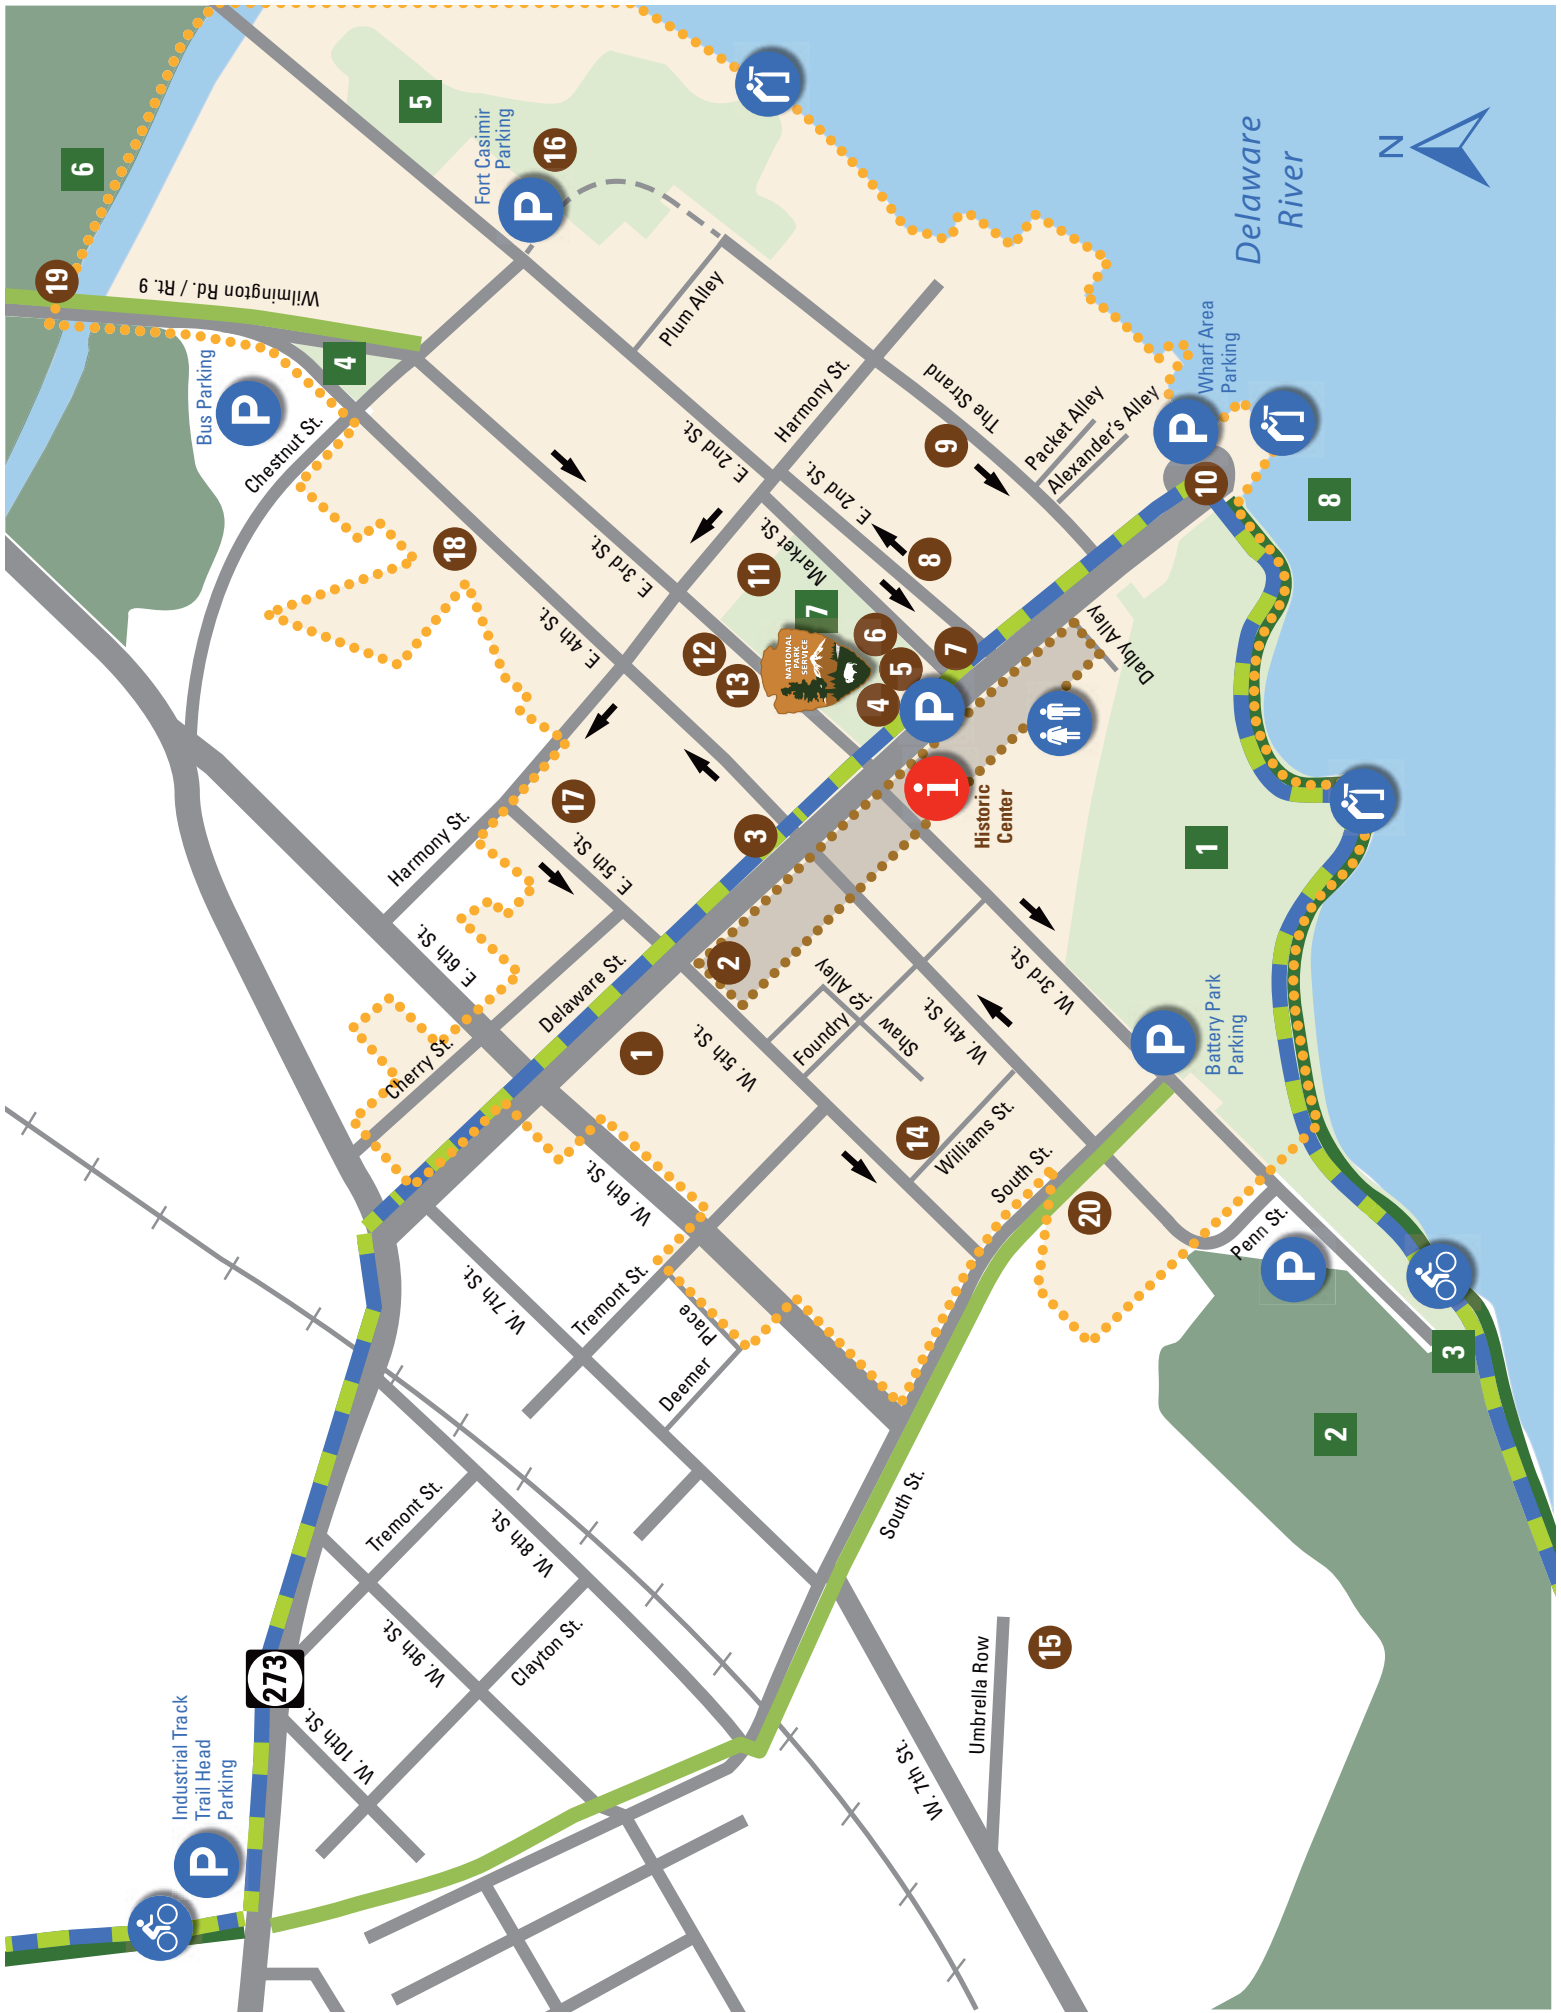 6
5
Fort Casimir
Parking
P
16
19
Wilmington Rd. / Rt. 9
N
Delaware
River
Bus Parking
P
4
Chestnut St.
Plum Alley
Harmony St.
E. 2nd St.
The Strand
Packet Alley
Alexander's Alley
Wharf Area
Parking
P
10
8
9
E. 2nd St.
8
Market St.
11
7
6
5
4
7
NATIONAL
PARK
SERVICE
12
13
E. 3rd St.
E. 4th St.
18
P
i
Historic
Center
Dalby Alley
17
3
E. 5th St.
Harmony St.
E. 6th St.
Delaware St.
Cherry St.
2
1
1
W. 3rd St.
W. 4th St.
Alley
Shaw
Foundry St.
W. 5th St.
P
Battery Park
Parking
14
Williams St.
South St.
20
Penn St.
P
3
2
W. 6th St.
Tremont St.
Deemer
Place
W. 7th St.
South St.
W. 8th St.
Tremont St.
W. 9th St.
Clayton St.
W. 10th St.
273
Industrial Track
Trail Head
Parking
P
Umbrella Row
15
W. 7th St.